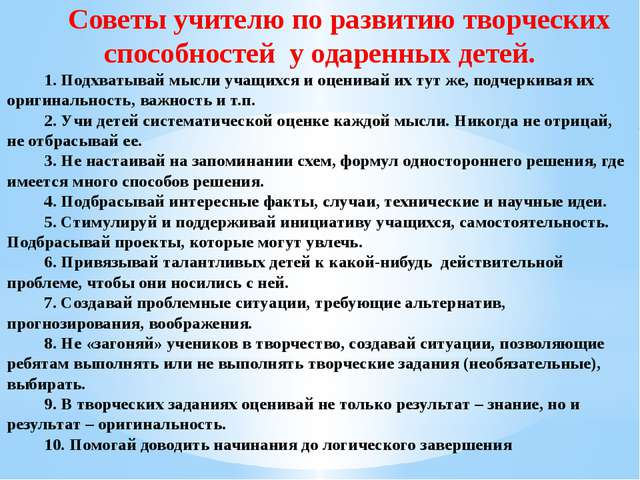 Советы учителю по развитию творческих
способностей у одаренных детей.
1. Подхватывай мысли учащихся и оценивай их тут же, подчеркивая их
оригинальность, важность и т.п.
2. Учи детей систематической оценке каждой мысли. Никогда не отрицай,
не отбрасывай ее.
3. Не настаивай на запоминании схем, формул одностороннего решения, где
имеется много способов решения.
4. Подбрасывай интересные факты, случаи, технические и научные идеи.
5. Стимулируй и поддерживай инициативу учащихся, самостоятельность.
Подбрасывай проекты, которые могут увлечь.
6. Привязывай талантливых детей к какой-нибудь действительной
проблеме, чтобы они носились с ней.
7. Создавай проблемные ситуации, требующие альтернатив,
прогнозирования, воображения.
8. Не «загоняй» учеников в творчество, создавай ситуации, позволяющие
ребятам выполнять или не выполнять творческие задания (необязательные),
выбирать.
9. В творческих заданиях оценивай не только результат – знание, но и
результат – оригинальность.
10. Помогай доводить начинания до логического завершения